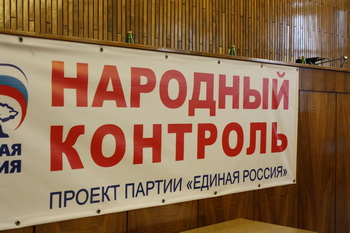 НАРОДНЫЙ
КОНТРОЛЬ
ПРОЕКТ ПАРТИИ «ЕДИНАЯ РОССИЯ»